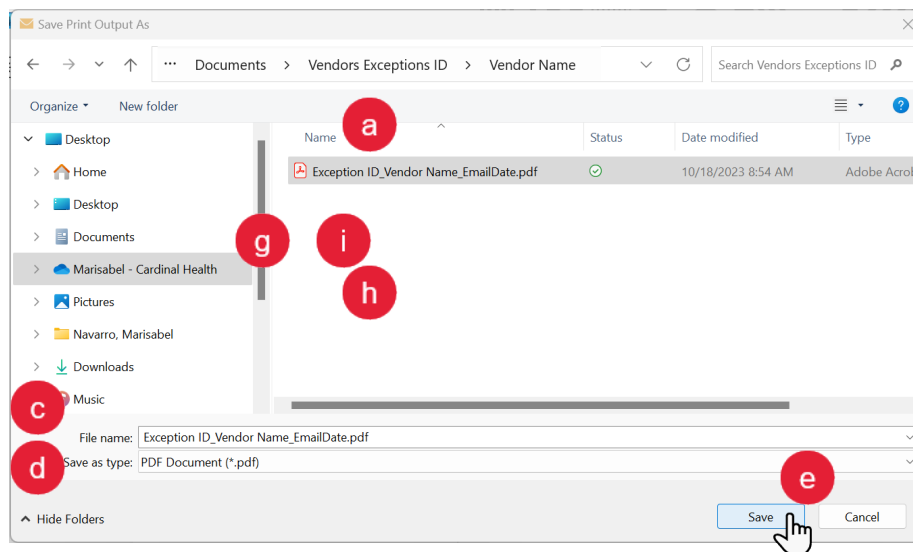 Save Print Output As
Documents > Vendors Exceptions ID > Vendor Name Search Vendors Exceptions ID
Organize New folder
Name a Status Date modified Type
Desktop
Exception ID_Vendor Name_EmailDate.pdf 10/18/2023 8:54 AM Adobe Acrob
Home
Desktop
Documents
g i
Marisabel - Cardinal Health
h
Pictures
Navarro, Marisabel
Downloads
Music
c
File name: Exception ID_Vendor Name_EmailDate.pdf
d Save as type: PDF Document (*.pdf)
e
Hide Folders Save Cancel